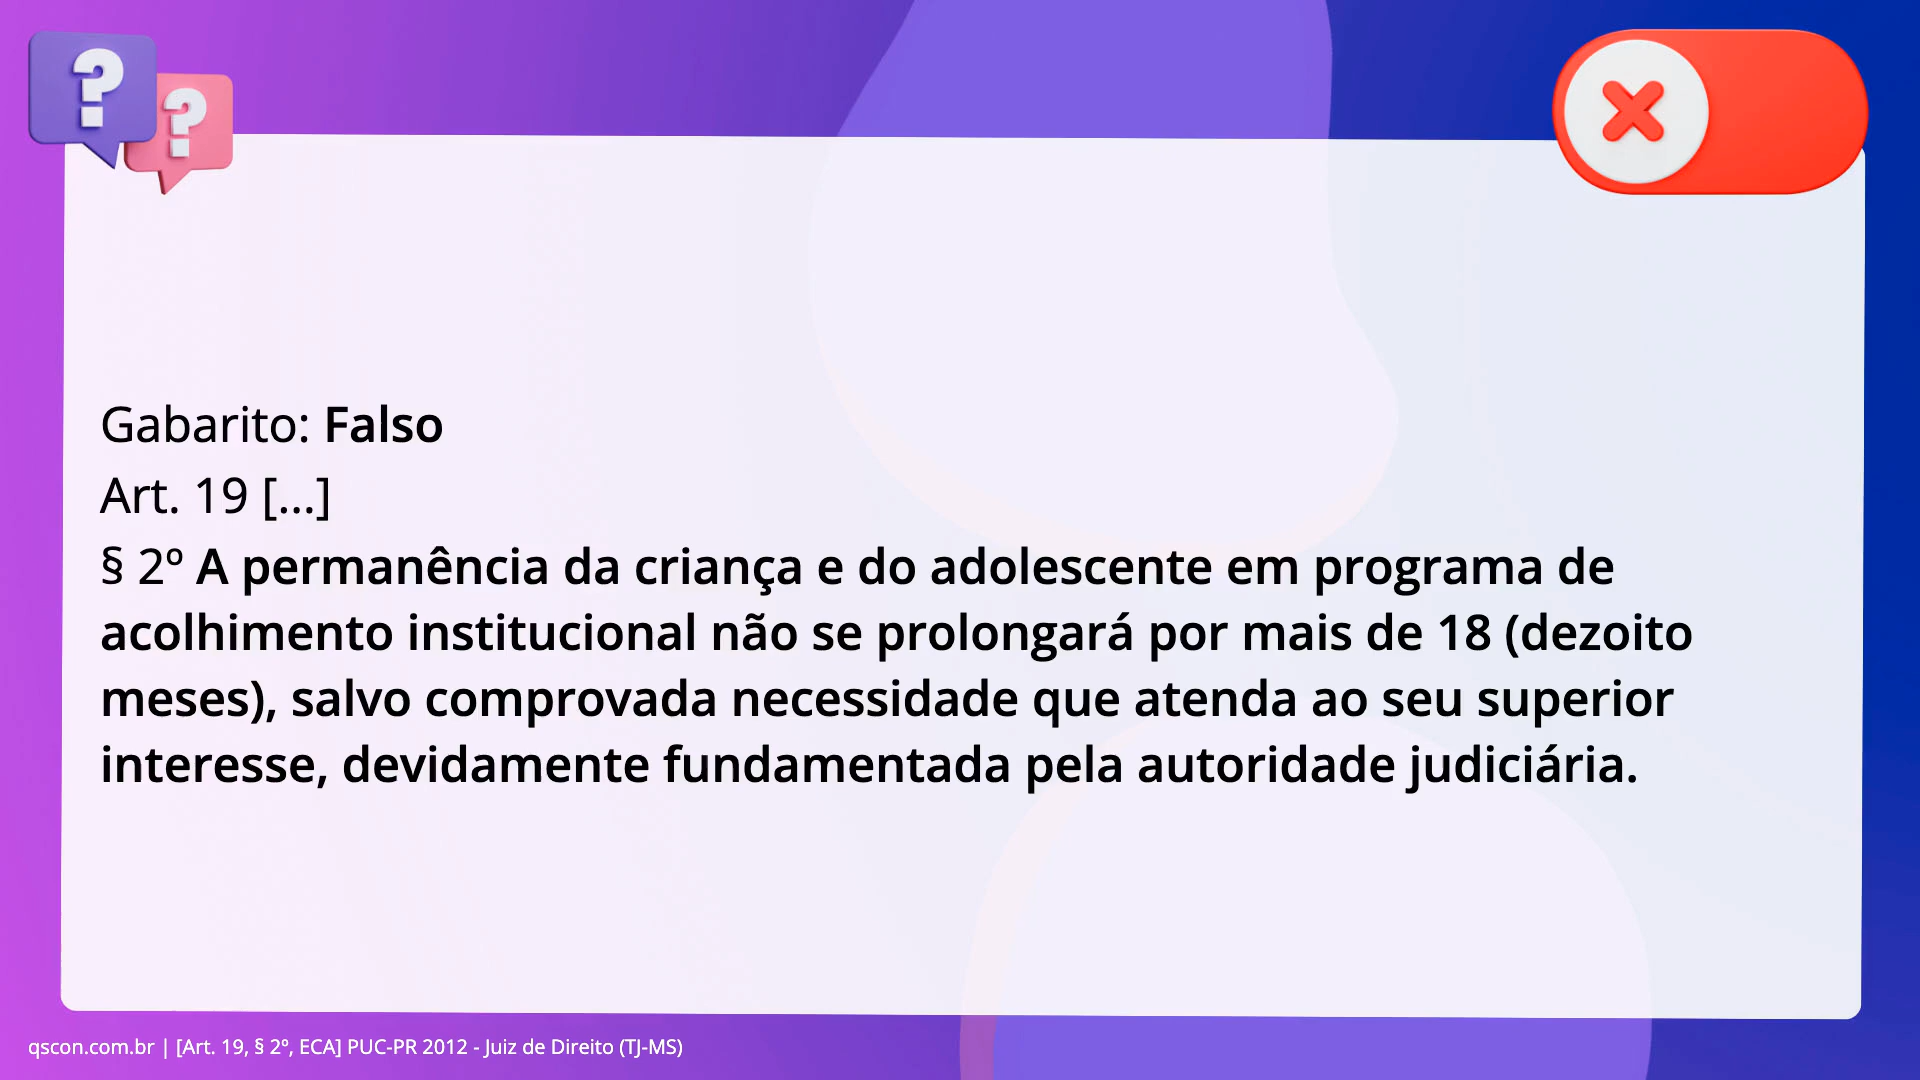 ?
?
Gabarito: Falso
Art. 19 [...]
§ 2º A permanência da criança e do adolescente em programa de
acolhimento institucional não se prolongará por mais de 18 (dezoito
meses), salvo comprovada necessidade que atenda ao seu superior
interesse, devidamente fundamentada pela autoridade judiciária.
qscon.com.br | [Art. 19, § 2º, ECA] PUC-PR 2012 - Juiz de Direito (TJ-MS)